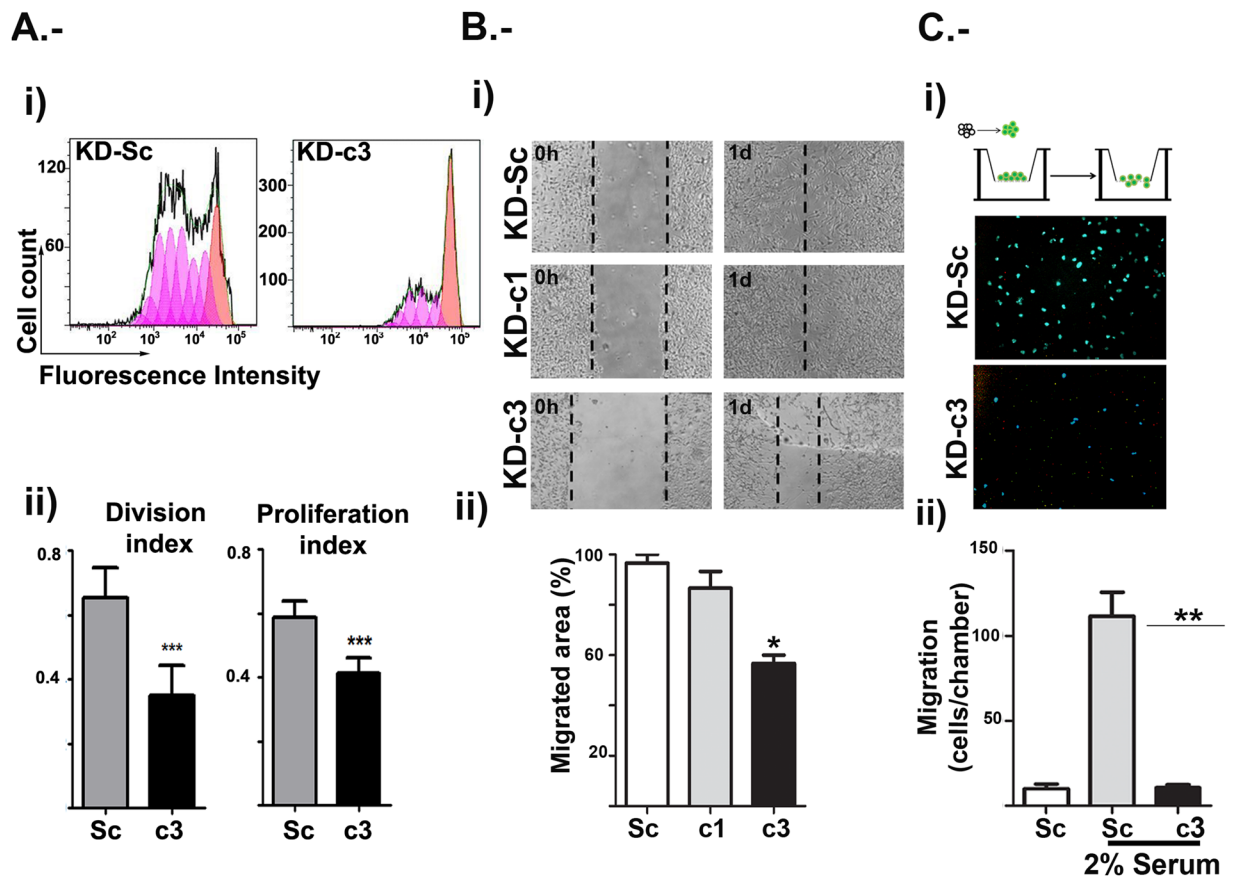 A.-
B.-
C.-
i)
i)
i)
KD-Sc
KD-c3
120
60
300
200
100
10²
10³
10⁴
10⁵
10²
10³
10⁴
10⁵
Cell count
Fluorescence Intensity
KD-Sc
0h
1d
KD-c1
0h
1d
KD-c3
0h
1d
KD-Sc
KD-c3
ii)
ii)
ii)
Division
index
0.8
0.4
***
Sc
c3
Proliferation
index
0.8
0.4
***
Sc
c3
Migrated area (%)
100
60
20
*
Sc
c1
c3
Migration
(cells/chamber)
150
100
50
**
Sc
Sc
c3
2% Serum